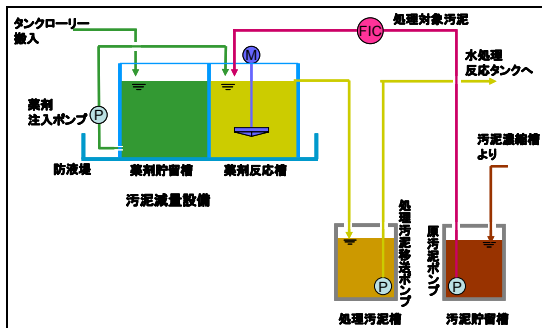 タンクローリー
搬入
処理対象汚泥
FIC
M
水処理
反応タンクへ
薬剤
注入ポンプ
P
汚泥濃縮槽
より
防液堤
薬剤貯留槽
薬剤反応槽
汚泥減量設備
処理汚泥移送ポンプ
原汚泥ポンプ
P
P
処理汚泥槽
汚泥貯留槽